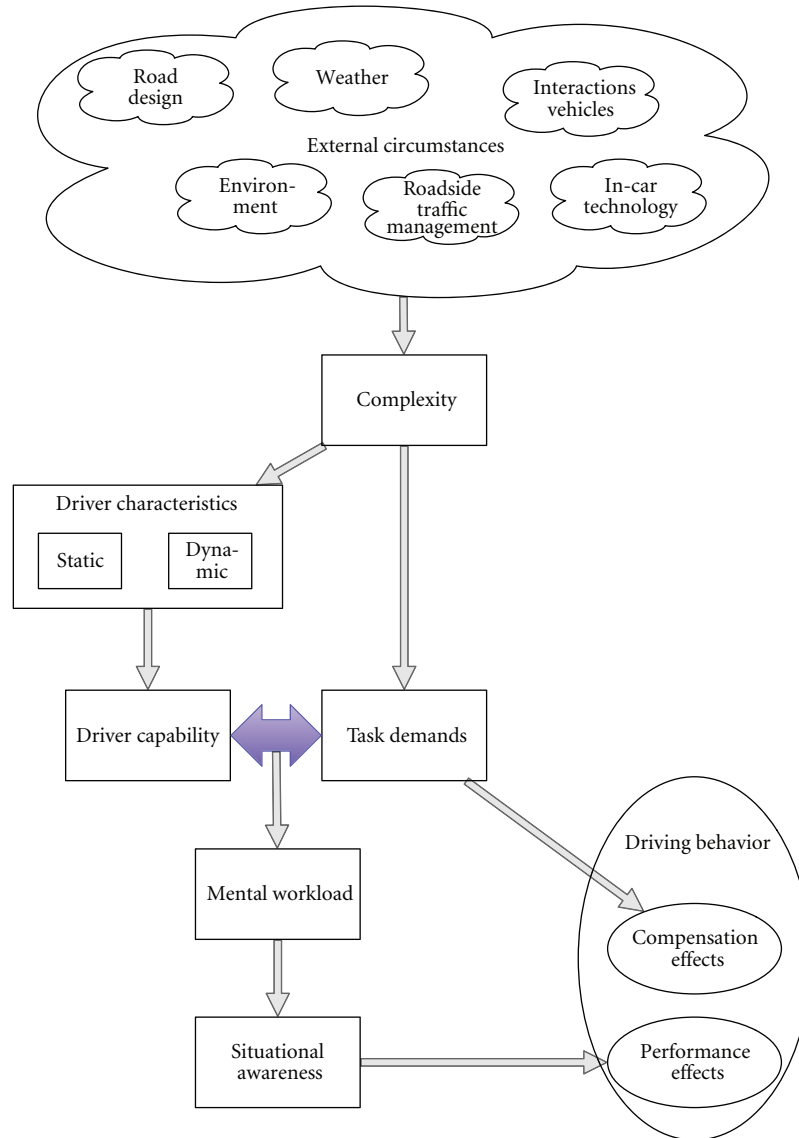 Road
design
Weather
Interactions
vehicles
External circumstances
Environ-
ment
Roadside
traffic
management
In-car
technology
Complexity
Driver characteristics
Static
Dyna-
mic
Driver capability
Task demands
Driving behavior
Mental workload
Compensation
effects
Situational
awareness
Performance
effects